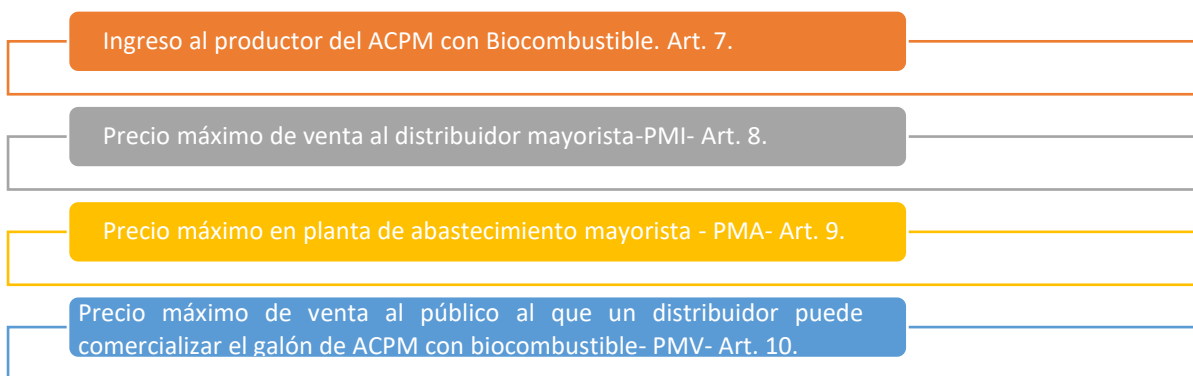 Ingreso al productor del ACPM con Biocombustible. Art. 7.
Precio máximo de venta al distribuidor mayorista-PMI- Art. 8.
Precio máximo en planta de abastecimiento mayorista - PMA- Art. 9.
Precio máximo de venta al público al que un distribuidor puede
comercializar el galón de ACPM con biocombustible- PMV- Art. 10.